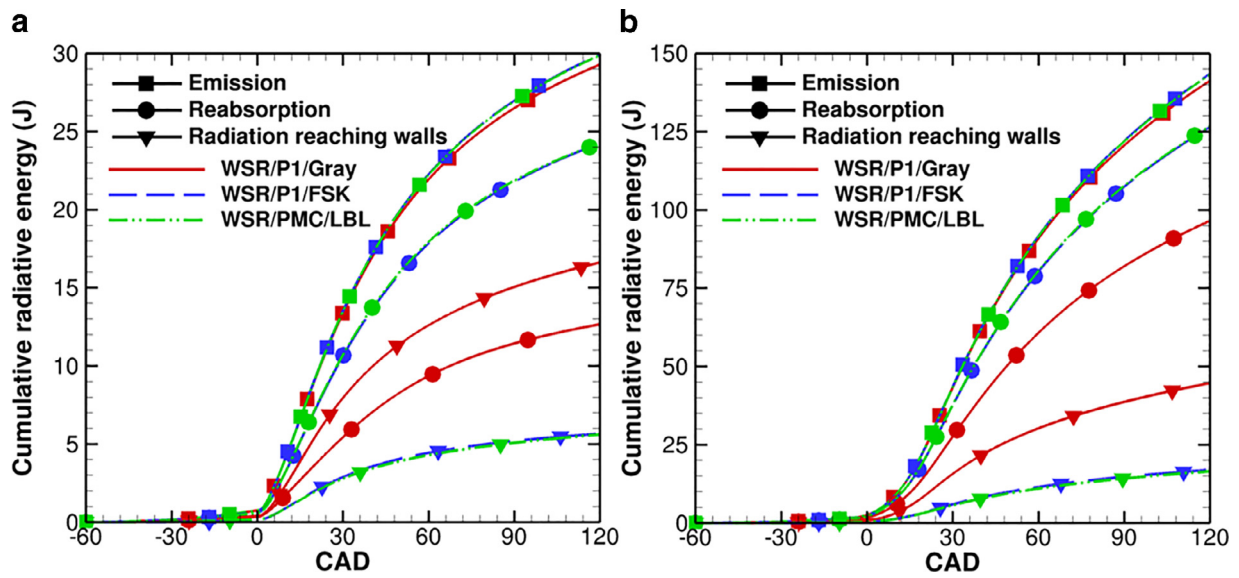 a
30
25
20
15
10
5
0
Cumulative radiative energy (J)
Emission
Reabsorption
Radiation reaching walls
WSR/P1/Gray
WSR/P1/FSK
WSR/PMC/LBL
-60 -30 0 30 60 90 120
CAD
b
150
125
100
75
50
25
0
Cumulative radiative energy (J)
Emission
Reabsorption
Radiation reaching walls
WSR/P1/Gray
WSR/P1/FSK
WSR/PMC/LBL
-60 -30 0 30 60 90 120
CAD